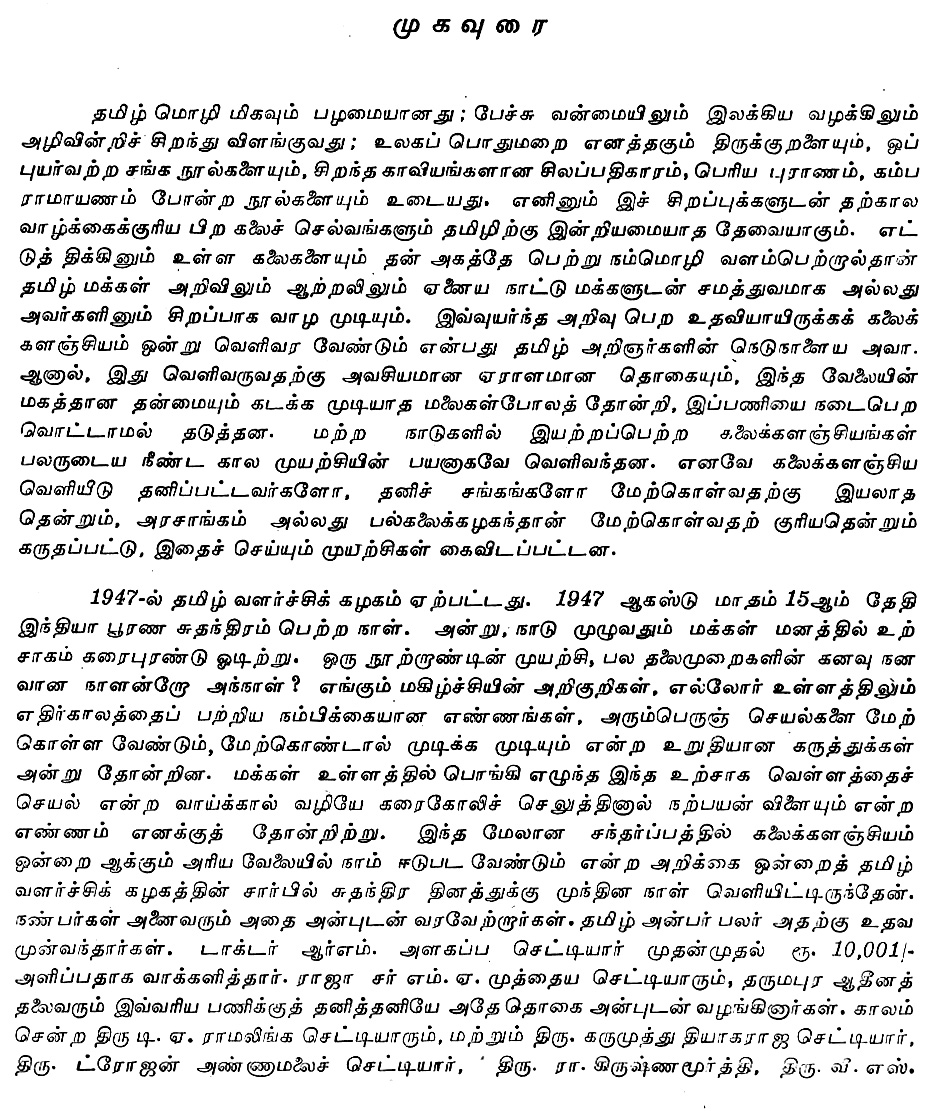 முகவுரை
தமிழ் மொழி மிகவும் பழமையானது; பேச்சு வன்மையிலும் இலக்கிய வழக்கிலும்
அழிவின்றிச் சிறந்து விளங்குவது; உலகப் பொதுமறை எனத்தகும் திருக்குறளையும், ஒப்
புயர்வற்ற சங்க நூல்களையும், சிறந்த காவியங்களான சிலப்பதிகாரம், பெரிய புராணம், கம்ப
ராமாயணம் போன்ற நூல்களையும் உடையது. எனினும் இச் சிறப்புக்களுடன் தற்கால
வாழ்க்கைக்குரிய பிற கலைச் செல்வங்களும் தமிழிற்கு இன்றியமையாத தேவையாகும். எட்
டுத் திக்கினும் உள்ள கலைகளையும் தன் அகத்தே பெற்று நம்மொழி வளம்பெற்றால்தான்
தமிழ் மக்கள் அறிவிலும் ஆற்றலிலும் ஏனைய நாட்டு மக்களுடன் சமத்துவமாக அல்லது
அவர்களினும் சிறப்பாக வாழ முடியும். இவ்வுயர்ந்த அறிவு பெற உதவியாயிருக்கக் கலைக்
களஞ்சியம் ஒன்று வெளிவர வேண்டும் என்பது தமிழ் அறிஞர்களின் நெடுநாளைய அவா.
ஆனால், இது வெளிவருவதற்கு அவசியமான ஏராளமான தொகையும், இந்த வேலையின்
மகத்தான தன்மையும் கடக்க முடியாத மலைகள்போலத் தோன்றி, இப்பணியை நடைபெற
வொட்டாமல் தடுத்தன. மற்ற நாடுகளில் இயற்றப்பெற்ற கலைக்களஞ்சியங்கள்
பலருடைய நீண்ட கால முயற்சியின் பயனாகவே வெளிவந்தன. எனவே கலைக்களஞ்சிய
வெளியீடு தனிப்பட்டவர்களோ, தனிச் சங்கங்களோ மேற்கொள்வதற்கு இயலாத
தென்றும், அரசாங்கம் அல்லது பல்கலைக்கழகந்தான் மேற்கொள்வதற் குரியதென்றும்
கருதப்பட்டு, இதைச் செய்யும் முயற்சிகள் கைவிடப்பட்டன.
1947-ல் தமிழ் வளர்ச்சிக் கழகம் ஏற்பட்டது. 1947 ஆகஸ்டு மாதம் 15ஆம் தேதி
இந்தியா பூரண சுதந்திரம் பெற்ற நாள். அன்று, நாடு முழுவதும் மக்கள் மனத்தில் உற்
சாகம் கரைபுரண்டு ஓடிற்று. ஒரு நூற்றாண்டின் முயற்சி, பல தலைமுறைகளின் கனவு நன
வான நாளன்றோ அந்நாள்? எங்கும் மகிழ்ச்சியின் அறிகுறிகள், எல்லோர் உள்ளத்திலும்
எதிர்காலத்தைப் பற்றிய நம்பிக்கையான எண்ணங்கள், அரும்பெருஞ் செயல்களை மேற்
கொள்ள வேண்டும், மேற்கொண்டால் முடிக்க முடியும் என்ற உறுதியான கருத்துக்கள்
அன்று தோன்றின. மக்கள் உள்ளத்தில் பொங்கி எழுந்த இந்த உற்சாக வெள்ளத்தைச்
செயல் என்ற வாய்க்கால் வழியே கரைகோலிச் செலுத்தினால் நற்பயன் விளையும் என்ற
எண்ணம் எனக்குத் தோன்றிற்று. இந்த மேலான சந்தர்ப்பத்தில் கலைக்களஞ்சியம்
ஒன்றை ஆக்கும் அரிய வேலையில் நாம் ஈடுபட வேண்டும் என்ற அறிக்கை ஒன்றைத் தமிழ்
வளர்ச்சிக் கழகத்தின் சார்பில் சுதந்திர தினத்துக்கு முந்தின நாள் வெளியிட்டிருந்தேன்.
நண்பர்கள் அனைவரும் அதை அன்புடன் வரவேற்றார்கள். தமிழ் அன்பர் பலர் அதற்கு உதவ
முன்வந்தார்கள். டாக்டர் ஆர்எம். அளகப்ப செட்டியார் முதன்முதல் ரூ. 10,001/-
அளிப்பதாக வாக்களித்தார். ராஜா சர் எம். ஏ. முத்தைய செட்டியாரும், தருமபுர ஆதீனத்
தலைவரும் இவ்வரிய பணிக்குத் தனித்தனியே அதே தொகை அன்புடன் வழங்கினார்கள். காலம்
சென்ற திரு டி. ஏ. ராமலிங்க செட்டியாரும், மற்றும் திரு. கருமுத்து தியாகராஜ செட்டியார்,
திரு. ட்ரோஜன் அண்ணாமலைச் செட்டியார், திரு. ரா. கிருஷ்ணமூர்த்தி, திரு. வி. எஸ்.